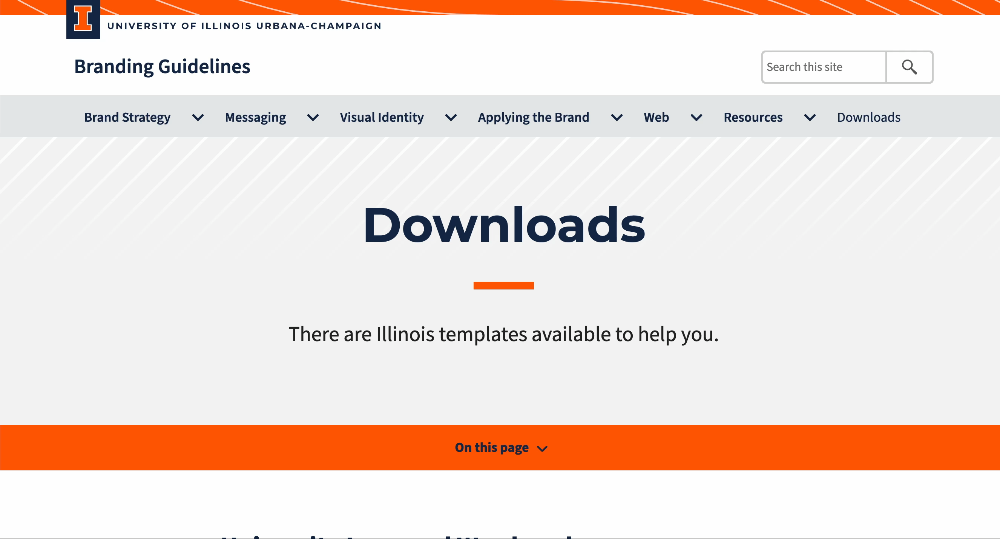 I
UNIVERSITY OF ILLINOIS URBANA-CHAMPAIGN
Branding Guidelines
Search this site
Brand Strategy Messaging Visual Identity Applying the Brand Web Resources Downloads
Downloads
There are Illinois templates available to help you.
On this page